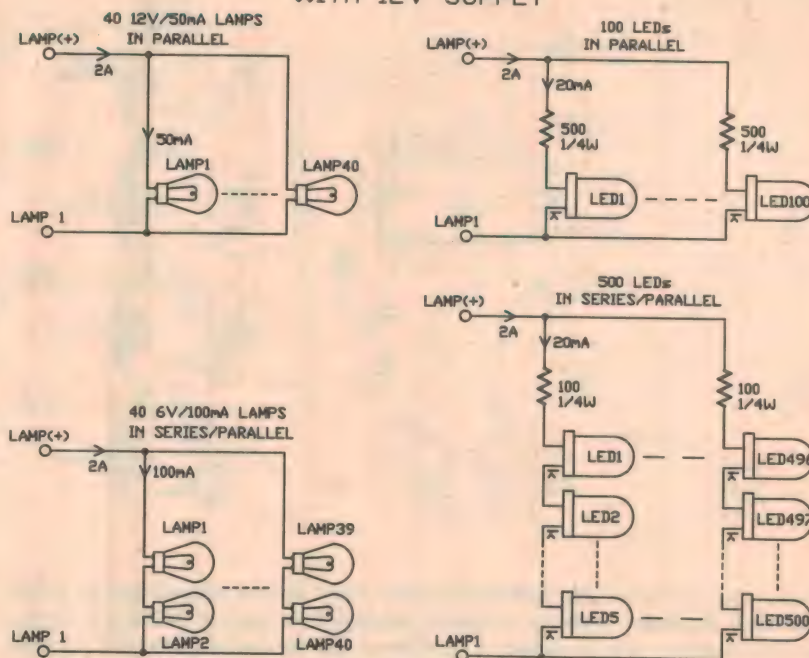 WITH 12V SUPPLY
40 12V/50mA LAMPS
IN PARALLEL
LAMP(+)
2A
50mA
LAMP1
LAMP40
LAMP 1
100 LEDs
IN PARALLEL
LAMP(+)
2A
20mA
500
1/4W
500
1/4W
LED1
LED100
K
K
LAMP1
40 6V/100mA LAMPS
IN SERIES/PARALLEL
LAMP(+)
2A
100mA
LAMP1
LAMP39
LAMP2
LAMP40
LAMP 1
500 LEDs
IN SERIES/PARALLEL
LAMP(+)
2A
20mA
100
1/4W
100
1/4W
LED1
LED496
K
K
LED2
LED497
K
K
LED5
LED500
K
K
LAMP1